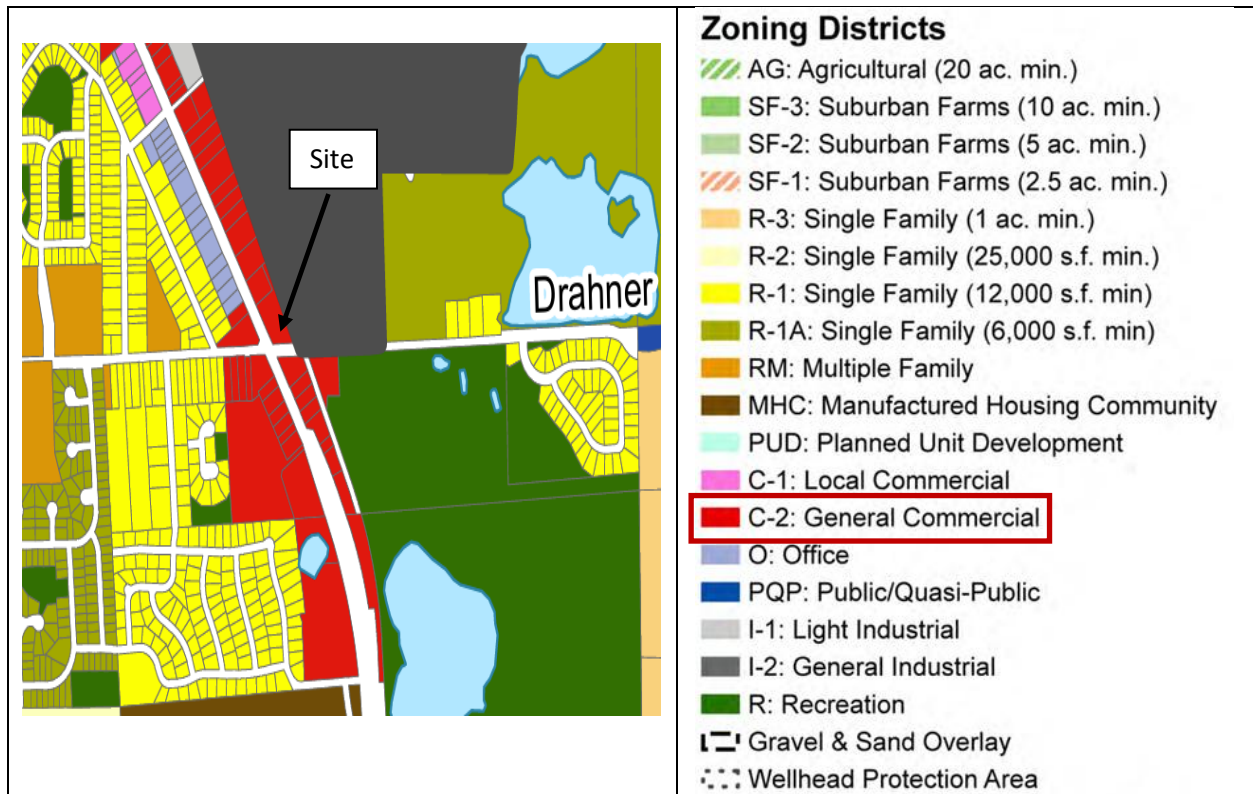 Site
Drahner
Zoning Districts
AG: Agricultural (20 ac. min.)
SF-3: Suburban Farms (10 ac. min.)
SF-2: Suburban Farms (5 ac. min.)
SF-1: Suburban Farms (2.5 ac. min.)
R-3: Single Family (1 ac. min.)
R-2: Single Family (25,000 s.f. min.)
R-1: Single Family (12,000 s.f. min)
R-1A: Single Family (6,000 s.f. min)
RM: Multiple Family
MHC: Manufactured Housing Community
PUD: Planned Unit Development
C-1: Local Commercial
C-2: General Commercial
O: Office
PQP: Public/Quasi-Public
I-1: Light Industrial
I-2: General Industrial
R: Recreation
Gravel & Sand Overlay
Wellhead Protection Area